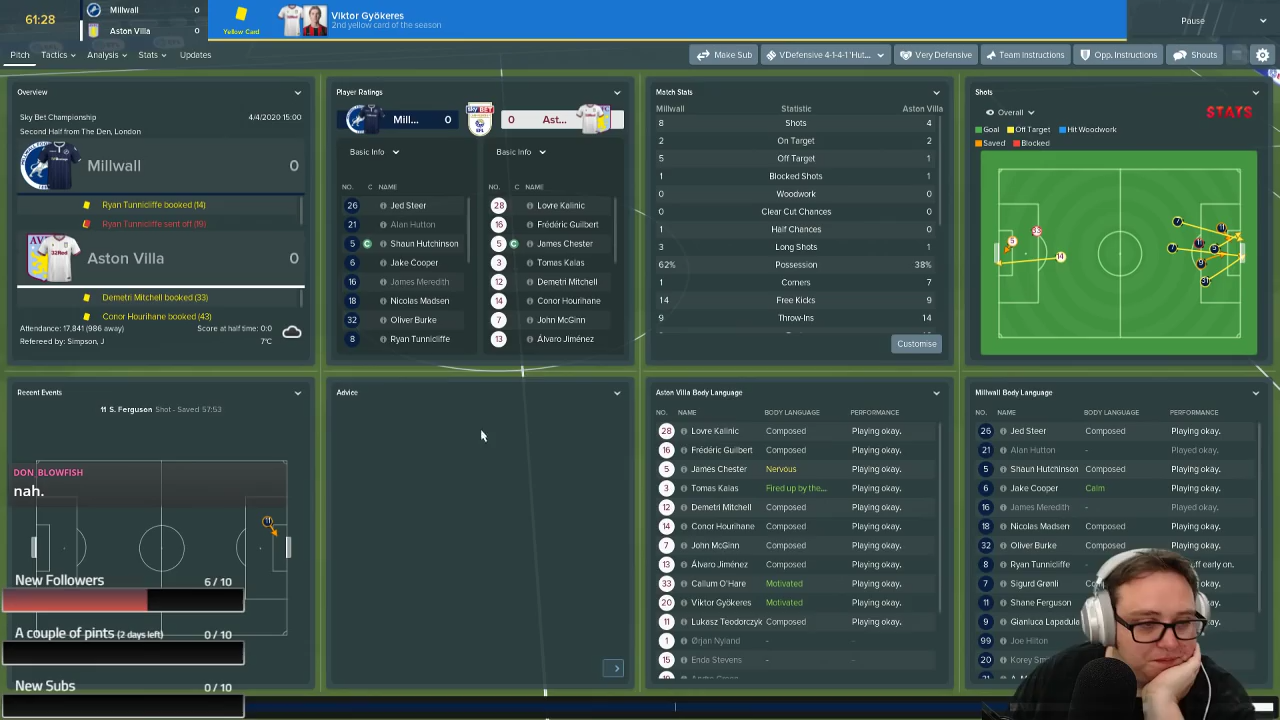 61:28
Millwall 0
Aston Villa 0
Yellow Card
Viktor Gyökeres
2nd yellow card of the season
Pause
Pitch Tactics Analysis Stats Updates
Make Sub
VDefensive 4-1-4-1 'Hut...
Very Defensive
Team Instructions
Opp. Instructions
Shouts
Overview
Sky Bet Championship 4/4/2020 15:00
Second Half from The Den, London
Millwall 0
Ryan Tunnicliffe booked (14)
Ryan Tunnicliffe sent off (19)
Aston Villa 0
Demetri Mitchell booked (33)
Conor Hourihane booked (43)
Attendance: 17,841 (986 away) Score at half time: 0:0
Refereed by: Simpson, J 7°C
Player Ratings
Mill... 0
0 Ast...
Basic Info
Basic Info
NO. C NAME
26 Jed Steer
21 Alan Hutton
5 C Shaun Hutchinson
6 Jake Cooper
16 James Meredith
18 Nicolas Madsen
32 Oliver Burke
8 Ryan Tunnicliffe
NO. C NAME
28 Lovre Kalinic
16 Frédéric Guilbert
5 C James Chester
3 Tomas Kalas
12 Demetri Mitchell
14 Conor Hourihane
7 John McGinn
13 Álvaro Jiménez
Match Stats
Millwall Statistic Aston Villa
8 Shots 4
2 On Target 2
5 Off Target 1
1 Blocked Shots 1
0 Woodwork 0
0 Clear Cut Chances 0
1 Half Chances 0
3 Long Shots 1
62% Possession 38%
1 Corners 7
14 Free Kicks 9
9 Throw-Ins 14
Customise
Shots
Overall
STATS
Goal Off Target Hit Woodwork
Saved Blocked
5
33
14
7
7
9
Recent Events
11 S. Ferguson Shot - Saved 57:53
11
DON_BLOWFISH
nah.
New Followers 6 / 10
A couple of pints (2 days left) 0 / 10
New Subs 0 / 10
Advice
Aston Villa Body Language
NO. NAME BODY LANGUAGE PERFORMANCE
28 Lovre Kalinic Composed Playing okay.
16 Frédéric Guilbert Composed Playing okay.
5 James Chester Nervous Playing okay.
3 Tomas Kalas Fired up by the... Playing okay.
12 Demetri Mitchell Composed Playing okay.
14 Conor Hourihane Composed Playing okay.
7 John McGinn Composed Playing okay.
13 Álvaro Jiménez Composed Playing okay.
33 Callum O'Hare Motivated Playing okay.
20 Viktor Gyökeres Motivated Playing okay.
11 Lukasz Teodorczyk Composed Playing okay.
1 Ørjan Nyland - -
15 Enda Stevens - -
Millwall Body Language
NO. NAME BODY LANGUAGE PERFORMANCE
26 Jed Steer Composed Playing okay.
21 Alan Hutton - Played okay.
5 Shaun Hutchinson Composed Playing okay.
6 Jake Cooper Calm Playing okay.
16 James Meredith - Played okay.
18 Nicolas Madsen Composed Playing okay.
32 Oliver Burke Composed Playing okay.
8 Ryan Tunnicliffe - off early on.
7 Sigurd Grønli Playing okay.
11 Shane Ferguson Playing okay.
9 Gianluca Lapadula Playing okay.
99 Joe Hilton
20 Korey